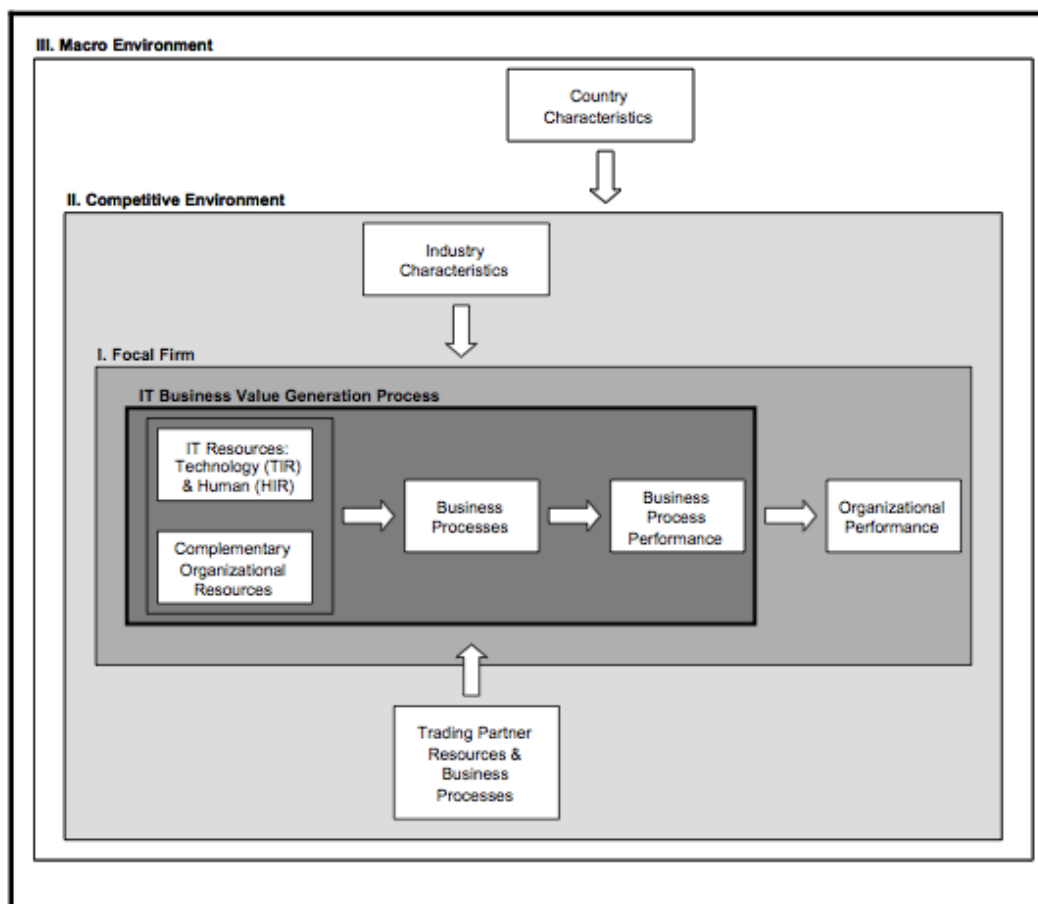 III. Macro Environment
Country
Characteristics
II. Competitive Environment
Industry
Characteristics
I. Focal Firm
IT Business Value Generation Process
IT Resources:
Technology (TIR)
& Human (HIR)
Complementary
Organizational
Resources
Business
Processes
Business
Process
Performance
Organizational
Performance
Trading Partner
Resources &
Business
Processes